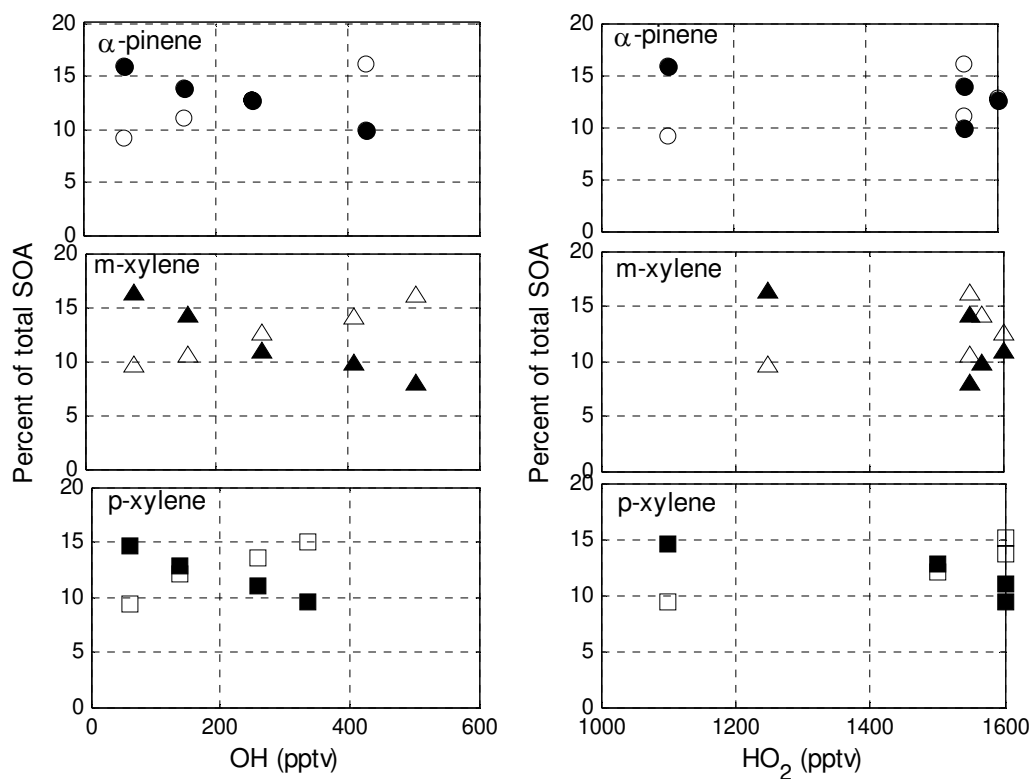 α-pinene
20
15
10
5
0
m-xylene
20
15
10
5
0
p-xylene
20
15
10
5
0
0 200 400 600
OH (pptv)
Percent of total SOA
α-pinene
20
15
10
5
0
m-xylene
20
15
10
5
0
p-xylene
20
15
10
5
0
1000 1200 1400 1600
HO2 (pptv)
Percent of total SOA